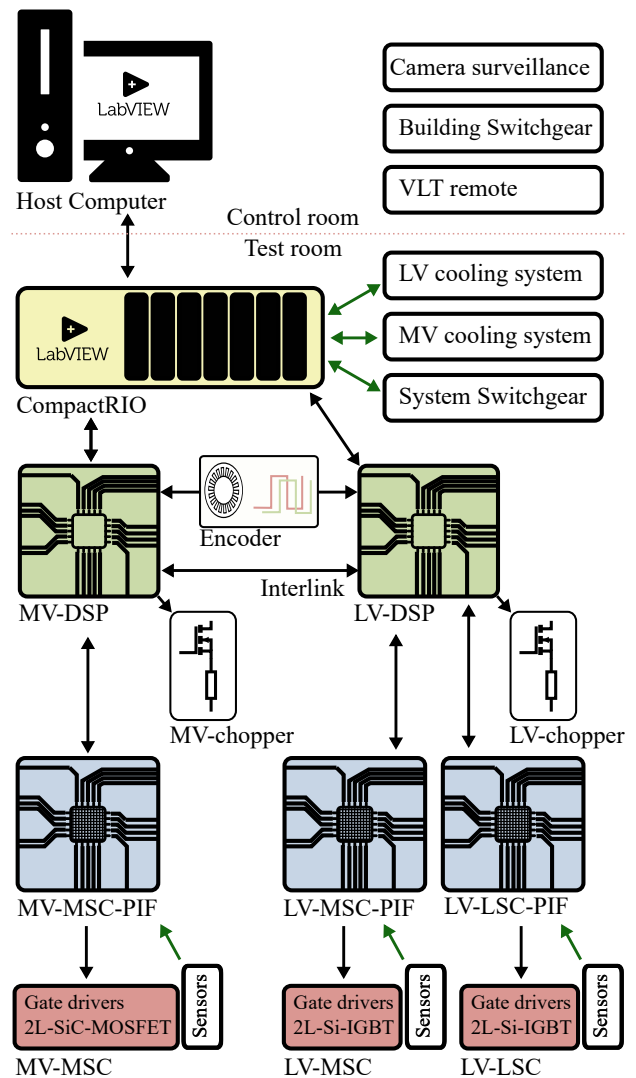 LabVIEW
Host Computer
Camera surveillance
Building Switchgear
VLT remote
Control room
Test room
LabVIEW
CompactRIO
LV cooling system
MV cooling system
System Switchgear
Encoder
Interlink
MV-DSP
LV-DSP
MV-chopper
LV-chopper
MV-MSC-PIF
LV-MSC-PIF
LV-LSC-PIF
Gate drivers
2L-SiC-MOSFET
Sensors
MV-MSC
Gate drivers
2L-Si-IGBT
Sensors
LV-MSC
Gate drivers
2L-Si-IGBT
Sensors
LV-LSC